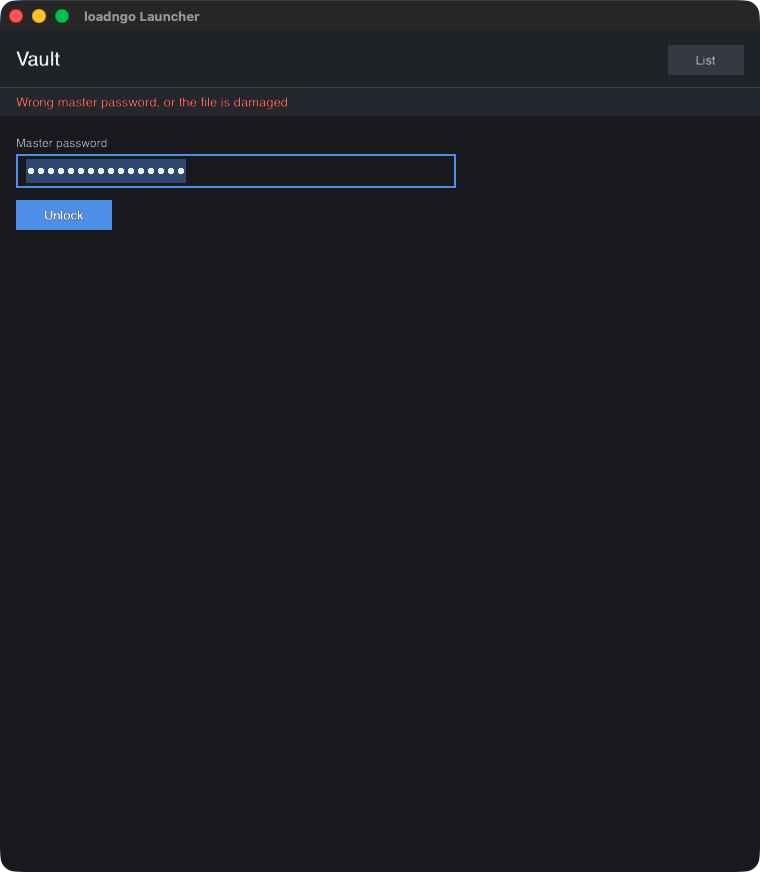 loadngo Launcher
Vault
List
Wrong master password, or the file is damaged
Master password
••••••••••••••••
Unlock